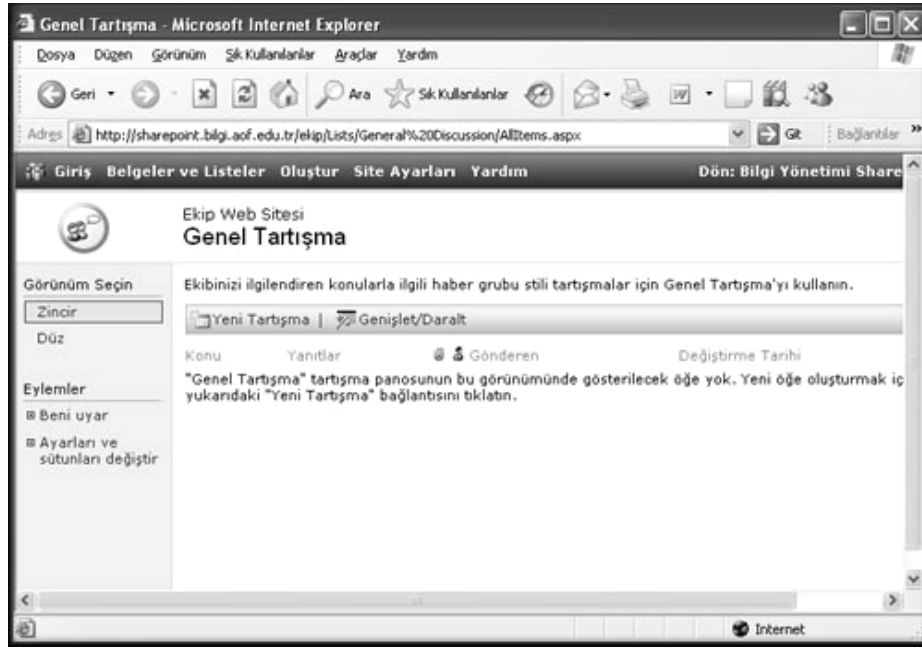 Genel Tartışma - Microsoft Internet Explorer
Dosya Düzen Görünüm Sık Kullanılanlar Araçlar Yardım
Geri Ara Sık Kullanılanlar
Adres http://sharepoint.bilgi.aof.edu.tr/ekip/Lists/General%20Discussion/AllItems.aspx Git Bağlantılar »
Giriş Belgeler ve Listeler Oluştur Site Ayarları Yardım Dön: Bilgi Yönetimi Share
Ekip Web Sitesi
Genel Tartışma
Görünüm Seçin
Zincir
Düz
Eylemler
Beni uyar
Ayarları ve
sütunları değiştir
Ekibinizi ilgilendiren konularla ilgili haber grubu stili tartışmalar için Genel Tartışma'yı kullanın.
Yeni Tartışma | Genişlet/Daralt
Konu Yanıtlar Gönderen Değiştirme Tarihi
"Genel Tartışma" tartışma panosunun bu görünümünde gösterilecek öğe yok. Yeni öğe oluşturmak iç
yukarıdaki "Yeni Tartışma" bağlantısını tıklatın.
Internet